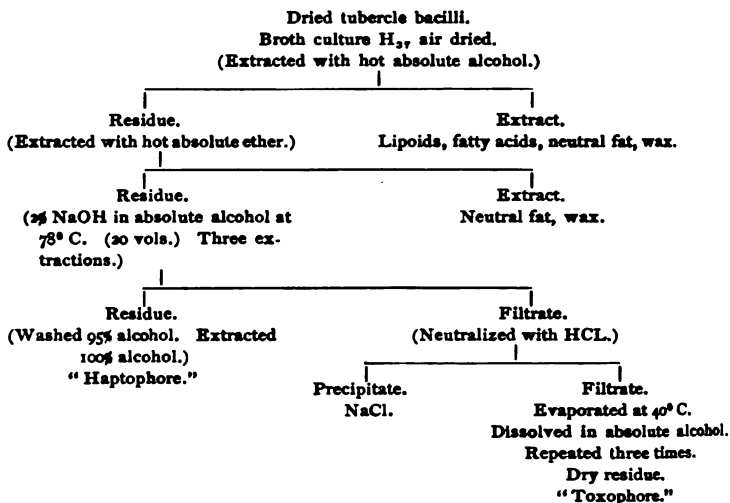 Dried tubercle bacilli.
Broth culture H₃₇ air dried.
(Extracted with hot absolute alcohol.)
Residue.
(Extracted with hot absolute ether.)
Extract.
Lipoids, fatty acids, neutral fat, wax.
Residue.
(2% NaOH in absolute alcohol at
78° C. (20 vols.) Three ex-
tractions.)
Extract.
Neutral fat, wax.
Residue.
(Washed 95% alcohol. Extracted
100% alcohol.)
"Haptophore."
Filtrate.
(Neutralized with HCL.)
Precipitate.
NaCl.
Filtrate.
Evaporated at 40° C.
Dissolved in absolute alcohol.
Repeated three times.
Dry residue.
"Toxophore."